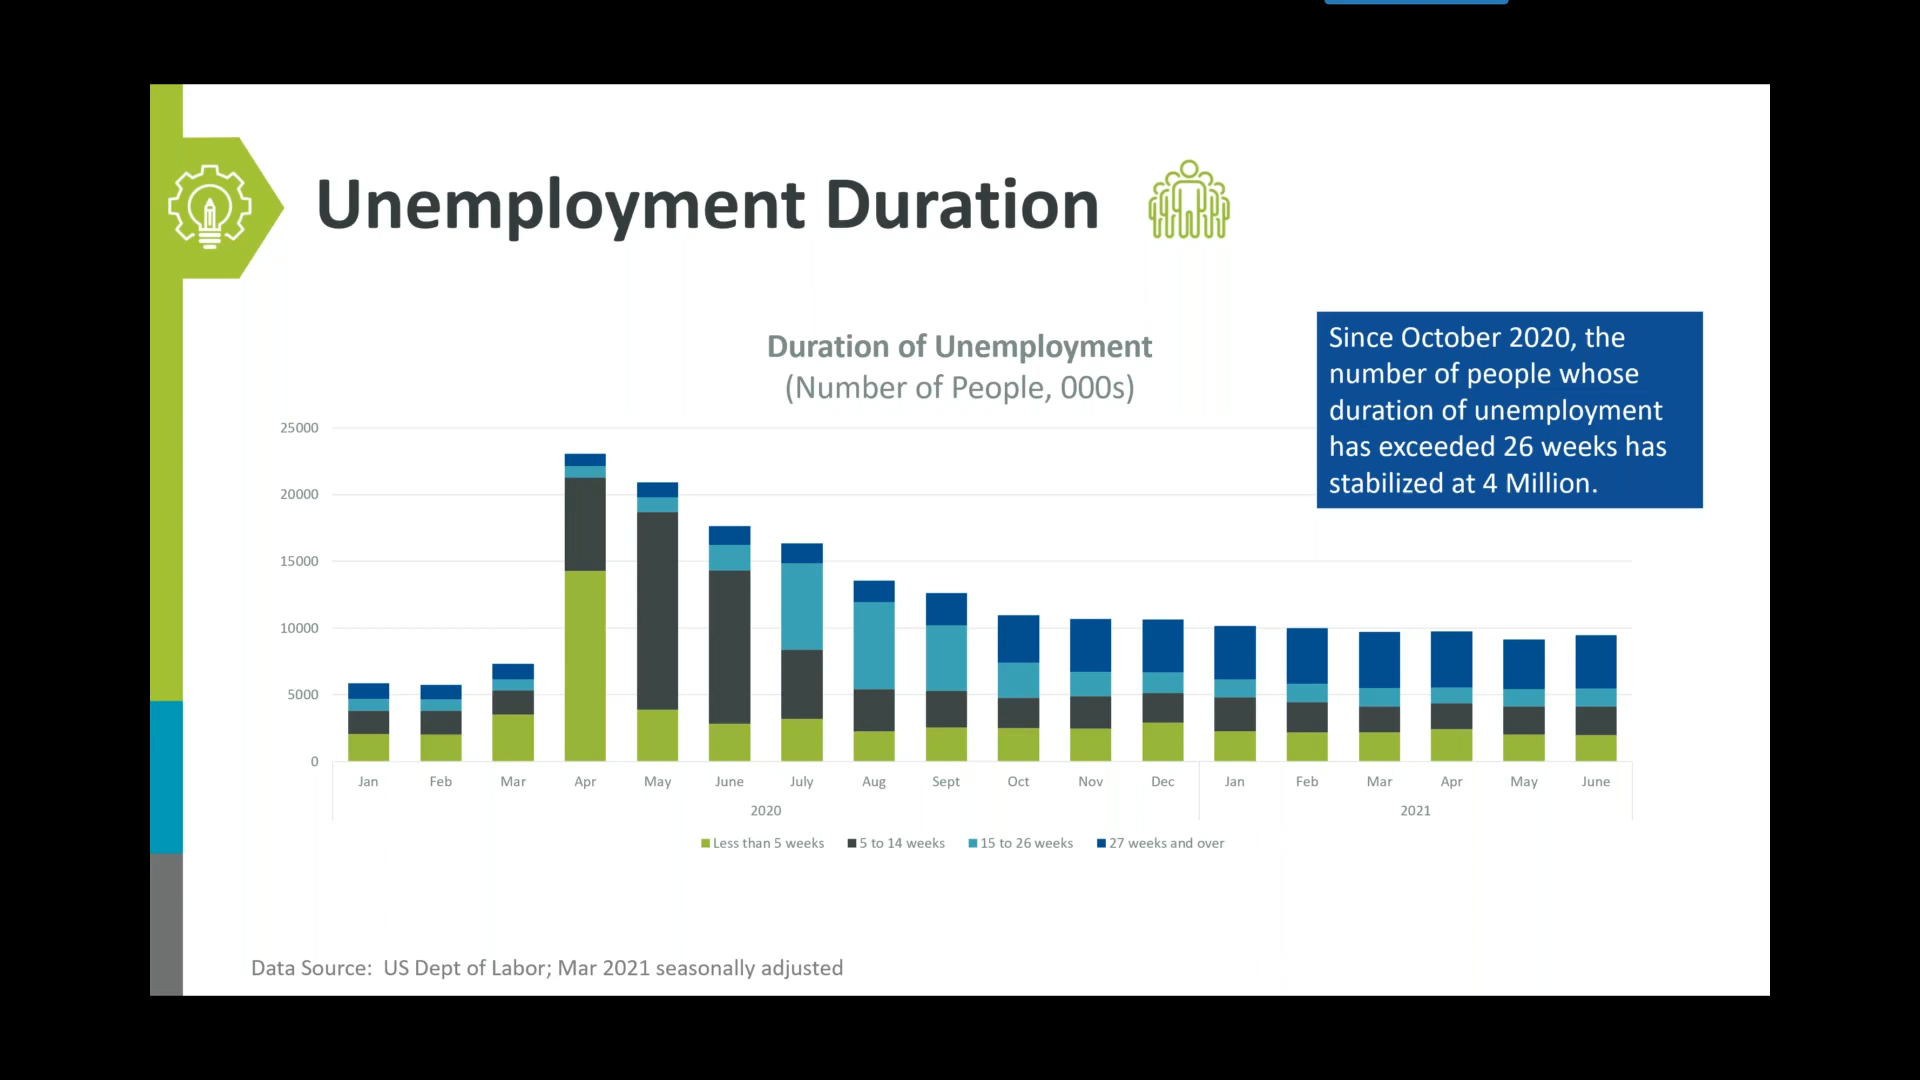 Unemployment Duration
Duration of Unemployment
(Number of People, 000s)
Since October 2020, the
number of people whose
duration of unemployment
has exceeded 26 weeks has
stabilized at 4 Million.
25000
20000
15000
10000
5000
0
Jan Feb Mar Apr May June July Aug Sept Oct Nov Dec Jan Feb Mar Apr May June
2020 2021
Less than 5 weeks 5 to 14 weeks 15 to 26 weeks 27 weeks and over
Data Source:  US Dept of Labor; Mar 2021 seasonally adjusted